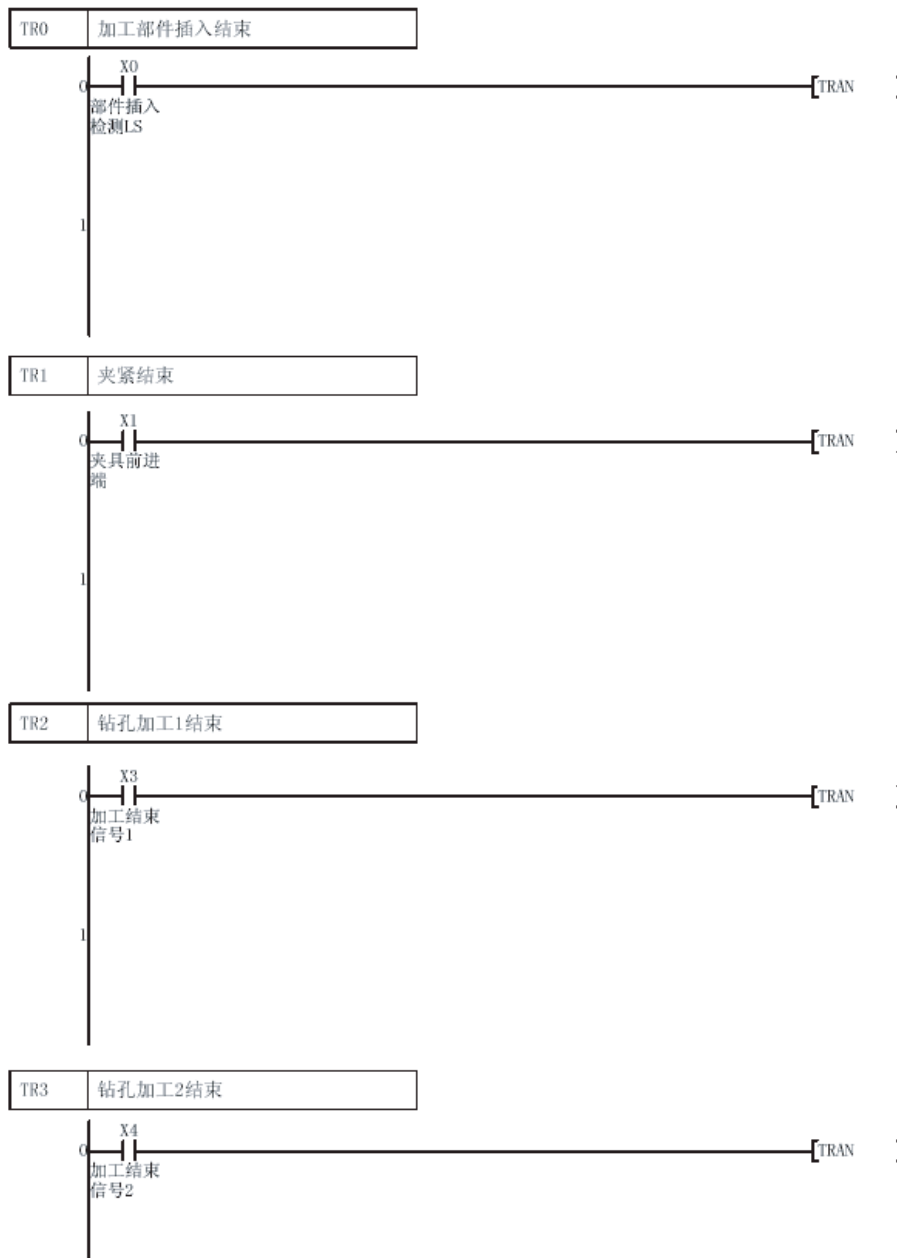 TR0 加工部件插入结束
X0
0 [TRAN ]
部件插入
检测LS
1
TR1 夹紧结束
X1
0 [TRAN ]
夹具前进
端
1
TR2 钻孔加工1结束
X3
0 [TRAN ]
加工结束
信号1
1
TR3 钻孔加工2结束
X4
0 [TRAN ]
加工结束
信号2